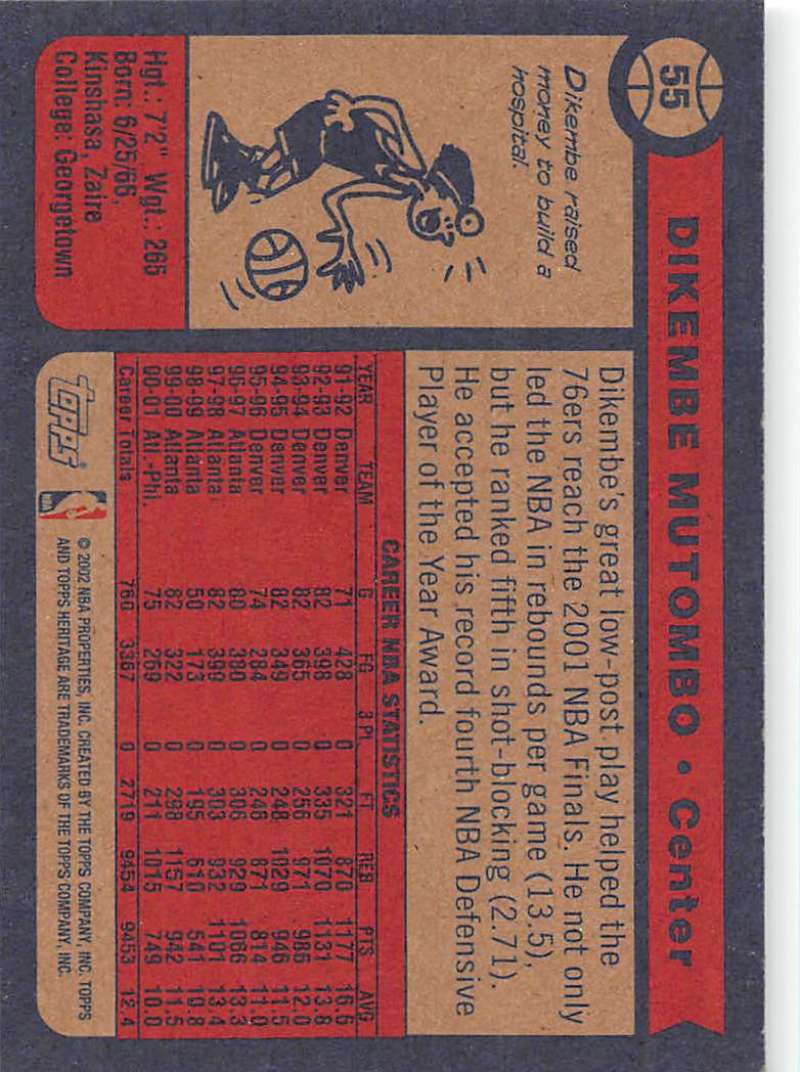 55
DIKEMBE MUTOMBO • Center
Dikembe raised
money to build a
hospital.
Hgt.: 7'2" Wgt.: 265
Born: 6/25/66,
Kinshasa, Zaire
College: Georgetown
Dikembe's great low-post play helped the
76ers reach the 2001 NBA Finals. He not only
led the NBA in rebounds per game (13.5),
but he ranked fifth in shot-blocking (2.71).
He accepted his record fourth NBA Defensive
Player of the Year Award.
CAREER NBA STATISTICS
YEAR TEAM G FG 3 PT. FT REB PTS AVG
91-92 Denver 71 428 0 321 870 1177 16.6
92-93 Denver 82 398 0 335 1070 1131 13.8
93-94 Denver 82 365 0 256 971 986 12.0
94-95 Denver 82 349 0 248 1029 946 11.5
95-96 Denver 74 284 0 246 871 814 11.0
96-97 Atlanta 80 380 0 306 929 1066 13.3
97-98 Atlanta 82 399 0 303 932 1101 13.4
98-99 Atlanta 50 173 0 195 610 541 10.8
99-00 Atlanta 82 322 0 298 1157 942 11.5
00-01 Atl.-Phi. 75 269 0 211 1015 749 10.0
Career Totals 760 3367 0 2719 9454 9453 12.4
Topps®
© 2002 NBA PROPERTIES, INC. CREATED BY THE TOPPS COMPANY, INC. TOPPS
AND TOPPS HERITAGE ARE TRADEMARKS OF THE TOPPS COMPANY, INC.